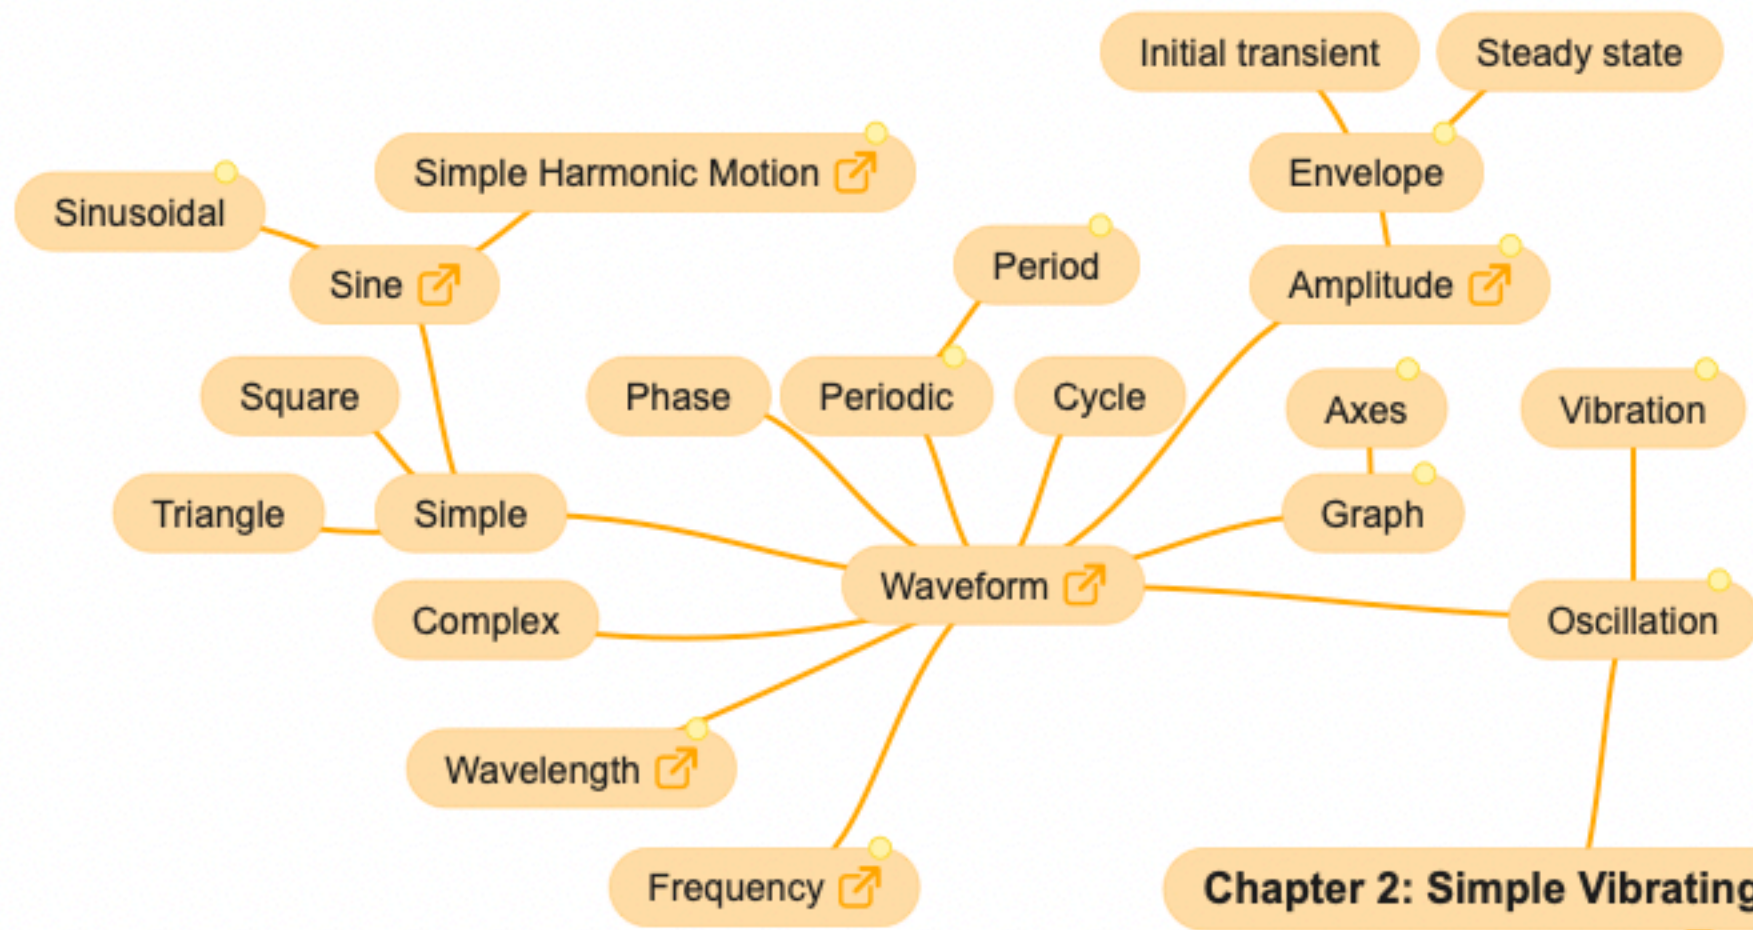 Initial transient
Steady state
Simple Harmonic Motion
Envelope
Sinusoidal
Period
Sine
Amplitude
Square
Phase
Periodic
Cycle
Axes
Vibration
Triangle
Simple
Graph
Waveform
Complex
Oscillation
Wavelength
Frequency
Chapter 2: Simple Vibrating